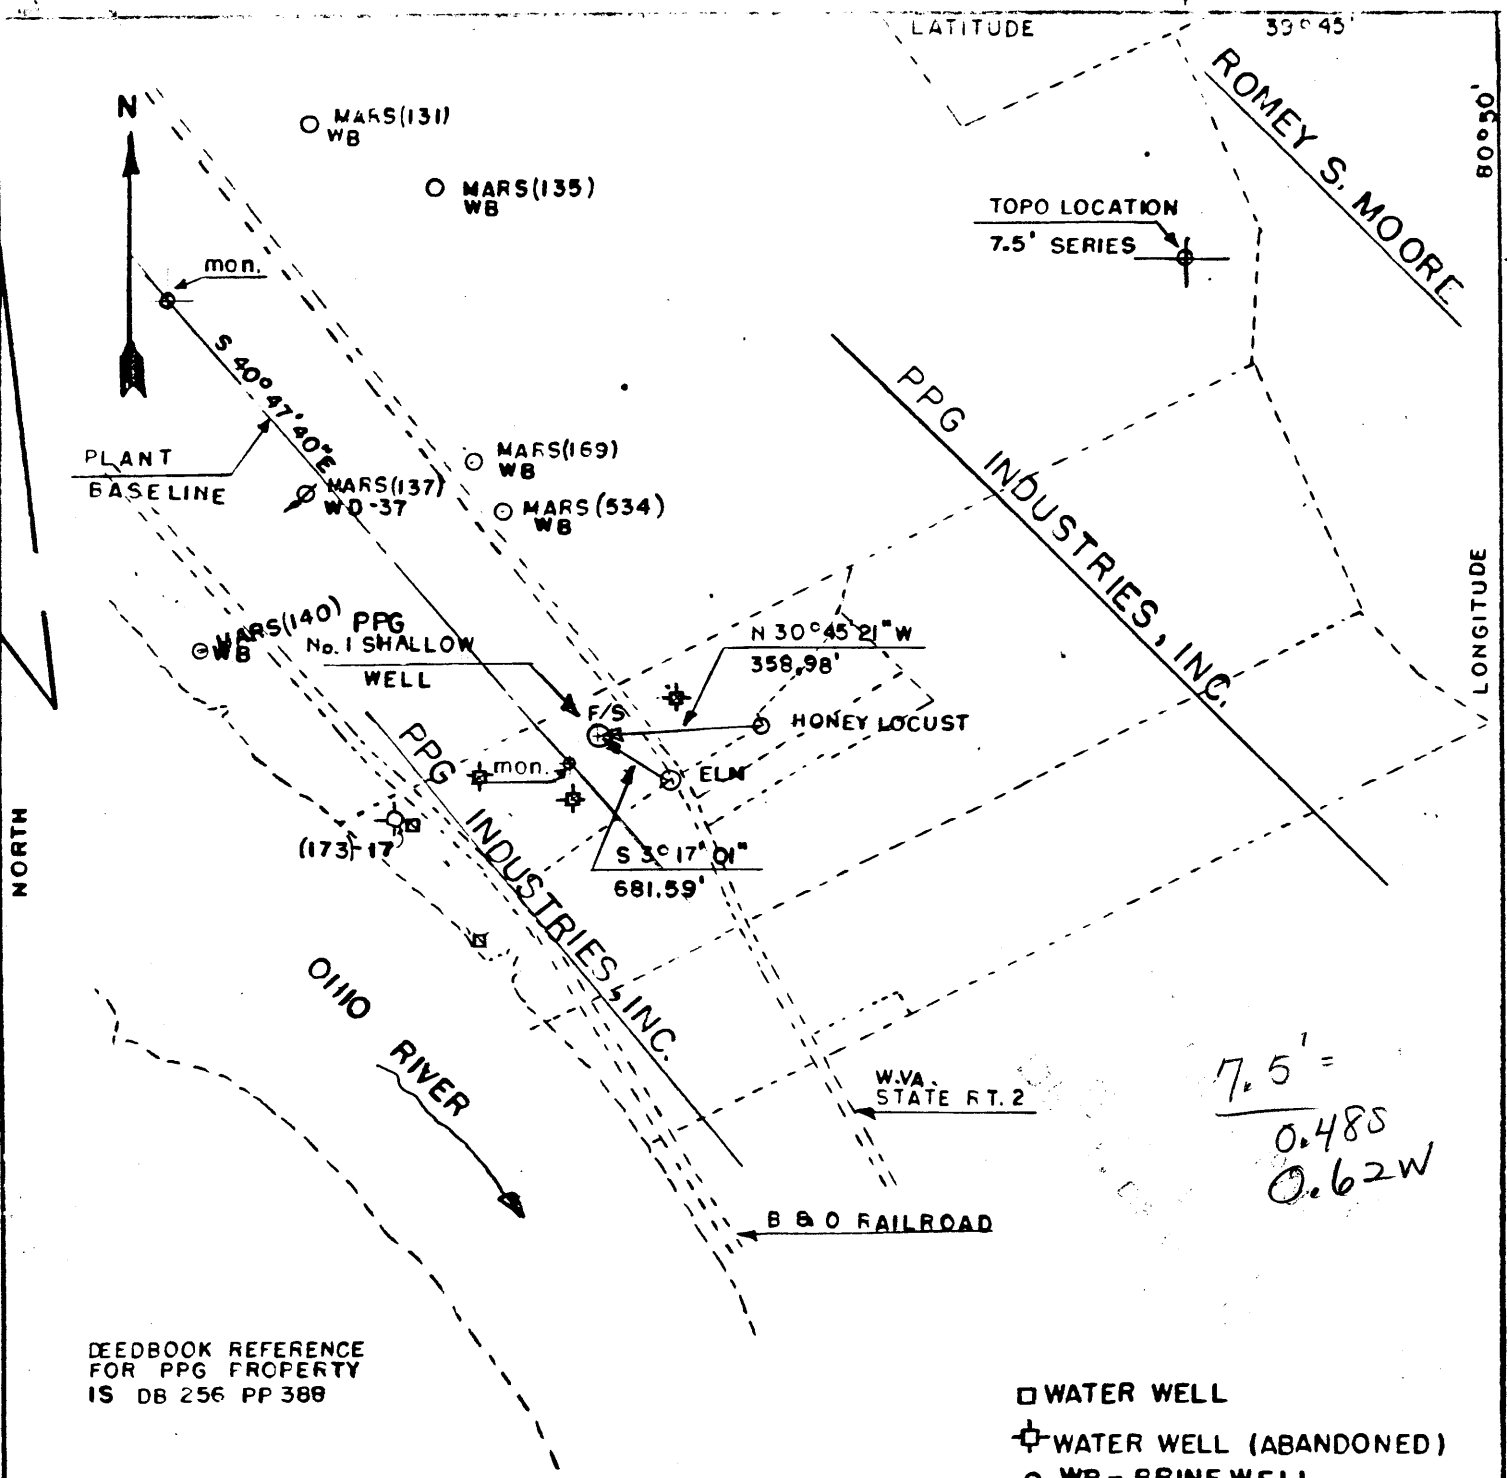 LATITUDE 39°45'
80°50'
ROMEY S. MOORE
N
MARS(131)
WB
MARS(135)
WB
TOPO LOCATION
7.5' SERIES
mon.
S 40° 47' 40"E
PLANT
BASELINE
MARS(169)
WB
MARS(137)
WD-37
MARS(534)
WB
PPG INDUSTRIES, INC.
LONGITUDE
MARS(140)
WB
PPG
No. 1 SHALLOW
WELL
N 30°45'21"W
358.98'
F/S
HONEY LOCUST
mon.
ELM
(173)-17
S 3° 17' 01"
681.59'
PPG INDUSTRIES, INC.
NORTH
OHIO RIVER
W.VA.
STATE RT. 2
7.5' =
0.48S
0.62W
B & O RAILROAD
DEEDBOOK REFERENCE
FOR PPG PROPERTY
IS DB 256 PP 388
WATER WELL
WATER WELL (ABANDONED)
WB - BRINE WELL